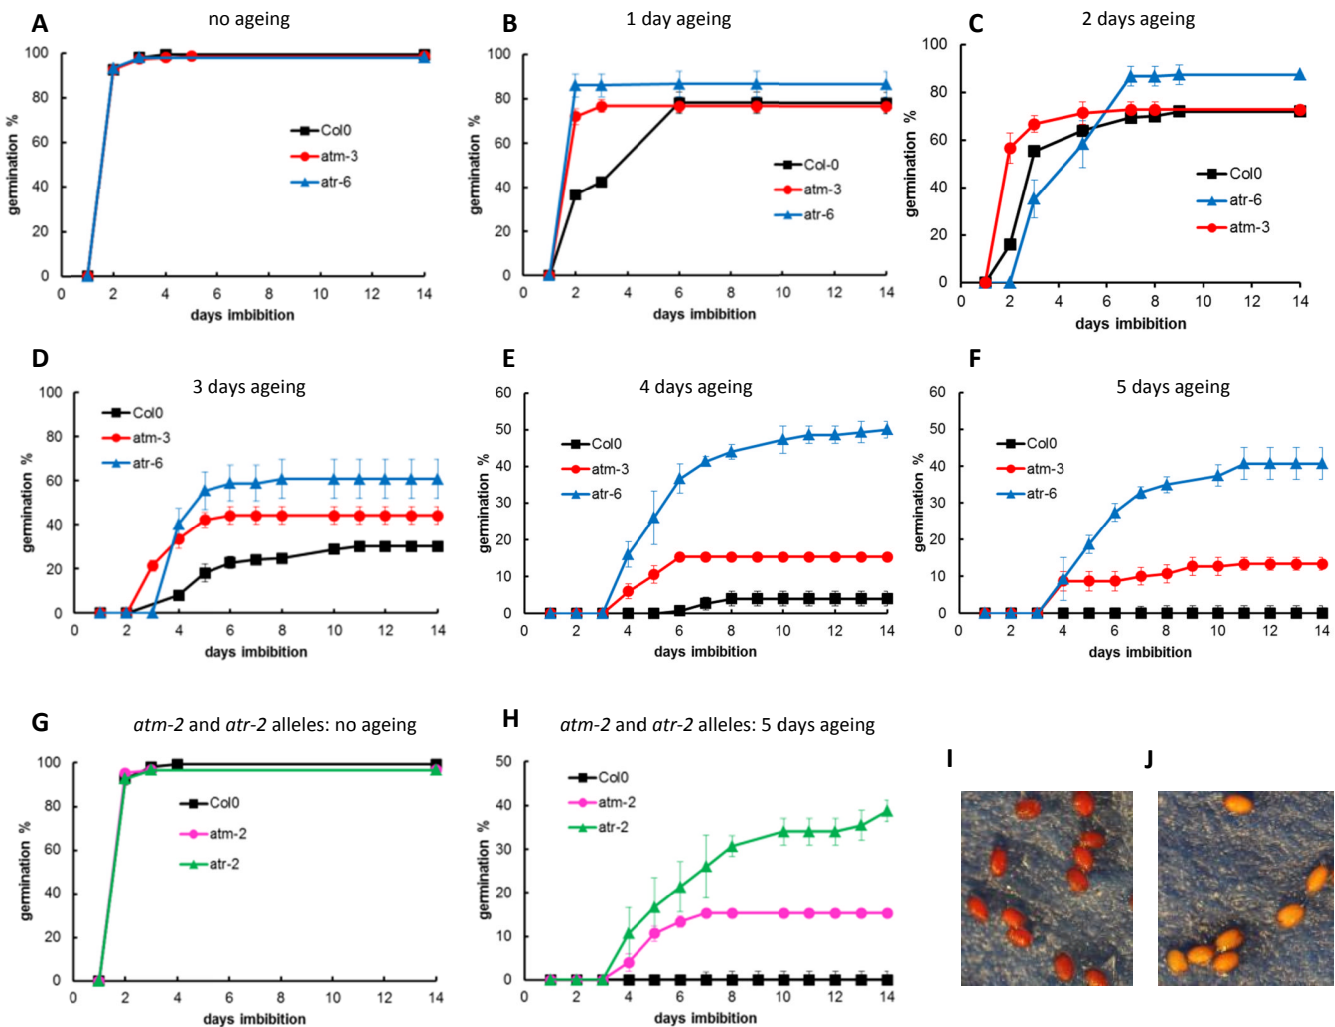 A
no ageing
100
80
60
40
20
0
germination %
Col0
atm-3
atr-6
0 2 4 6 8 10 12 14
days imbibition
B
1 day ageing
100
80
60
40
20
0
germination %
Col-0
atm-3
atr-6
0 2 4 6 8 10 12 14
days imbibition
C
2 days ageing
100
80
60
40
20
0
germination %
Col0
atr-6
atm-3
0 2 4 6 8 10 12 14
days imbibition
D
3 days ageing
100
80
60
40
20
0
germination %
Col0
atm-3
atr-6
0 2 4 6 8 10 12 14
days imbibition
E
4 days ageing
60
50
40
30
20
10
0
germination %
Col0
atm-3
atr-6
0 2 4 6 8 10 12 14
days imbibition
F
5 days ageing
60
50
40
30
20
10
0
germination %
Col0
atm-3
atr-6
0 2 4 6 8 10 12 14
days imbibition
G
atm-2 and atr-2 alleles: no ageing
100
80
60
40
20
0
germination %
Col0
atm-2
atr-2
0 2 4 6 8 10 12 14
days imbibition
H
atm-2 and atr-2 alleles: 5 days ageing
50
40
30
20
10
0
germination %
Col0
atm-2
atr-2
0 2 4 6 8 10 12 14
days imbibition
I
J